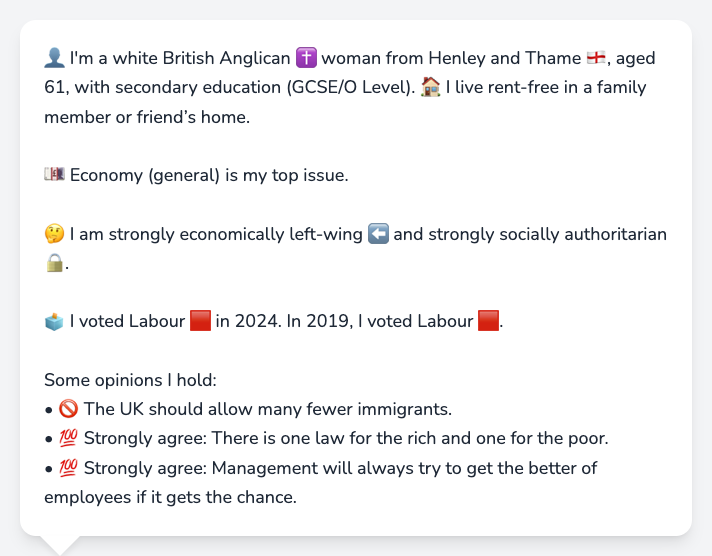 👤 I'm a white British Anglican ✝️ woman from Henley and Thame 🏴󠁧󠁢󠁥󠁮󠁧󠁿, aged
61, with secondary education (GCSE/O Level). 🏠 I live rent-free in a family
member or friend’s home.
💷 Economy (general) is my top issue.
🤔 I am strongly economically left-wing ⬅️ and strongly socially authoritarian
🔒.
🗳️ I voted Labour 🟥 in 2024. In 2019, I voted Labour 🟥.
Some opinions I hold:
• 🚫 The UK should allow many fewer immigrants.
• 💯 Strongly agree: There is one law for the rich and one for the poor.
• 💯 Strongly agree: Management will always try to get the better of
employees if it gets the chance.